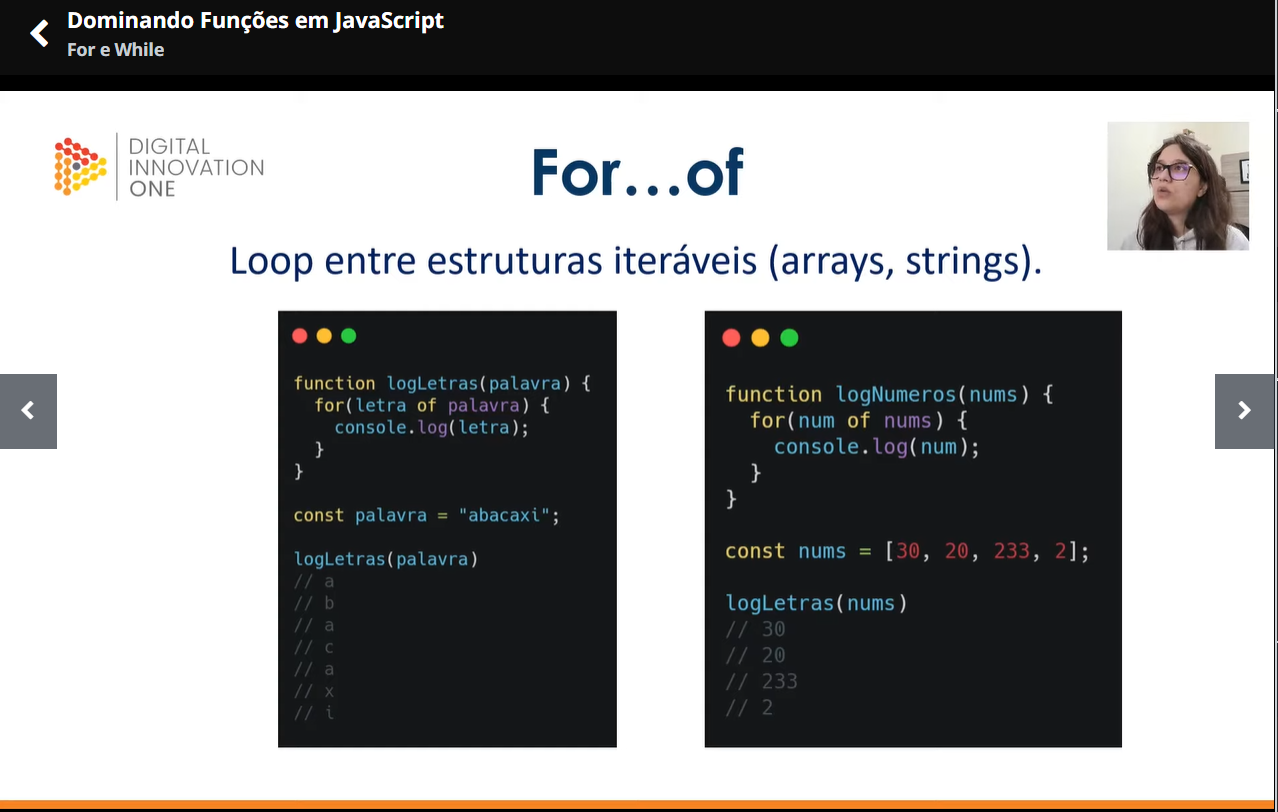 Dominando Funções em JavaScript
For e While
DIGITAL
INNOVATION
ONE
For...of
Loop entre estruturas iteráveis (arrays, strings).
function logLetras(palavra) {
  for(letra of palavra) {
    console.log(letra);
  }
}

const palavra = "abacaxi";

logLetras(palavra)
// a
// b
// a
// c
// a
// x
// i
function logNumeros(nums) {
  for(num of nums) {
    console.log(num);
  }
}

const nums = [30, 20, 233, 2];

logLetras(nums)
// 30
// 20
// 233
// 2